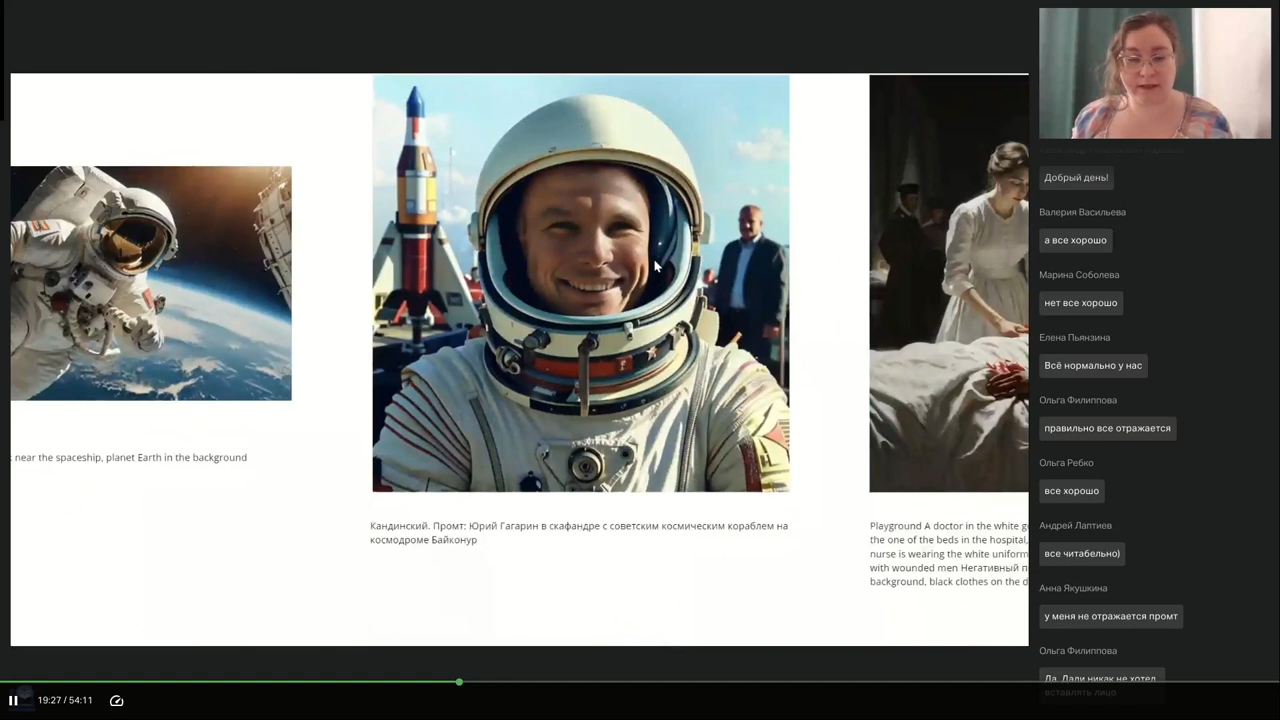 near the spaceship, planet Earth in the background
Кандинский. Промт: Юрий Гагарин в скафандре с советским космическим кораблем на
космодроме Байконур
Playground A doctor in the white
the one of the beds in the hospital,
nurse is wearing the white uniform
with wounded men Негативный
background, black clothes on the
Добрый день!
Валерия Васильева
а все хорошо
Марина Соболева
нет все хорошо
Елена Пьянзина
Всё нормально у нас
Ольга Филиппова
правильно все отражается
Ольга Ребко
все хорошо
Андрей Лаптиев
все читабельно)
Анна Якушкина
у меня не отражается промт
Ольга Филиппова
Да, Дали никак не хотел
вставлять лицо
19:27 / 54:11